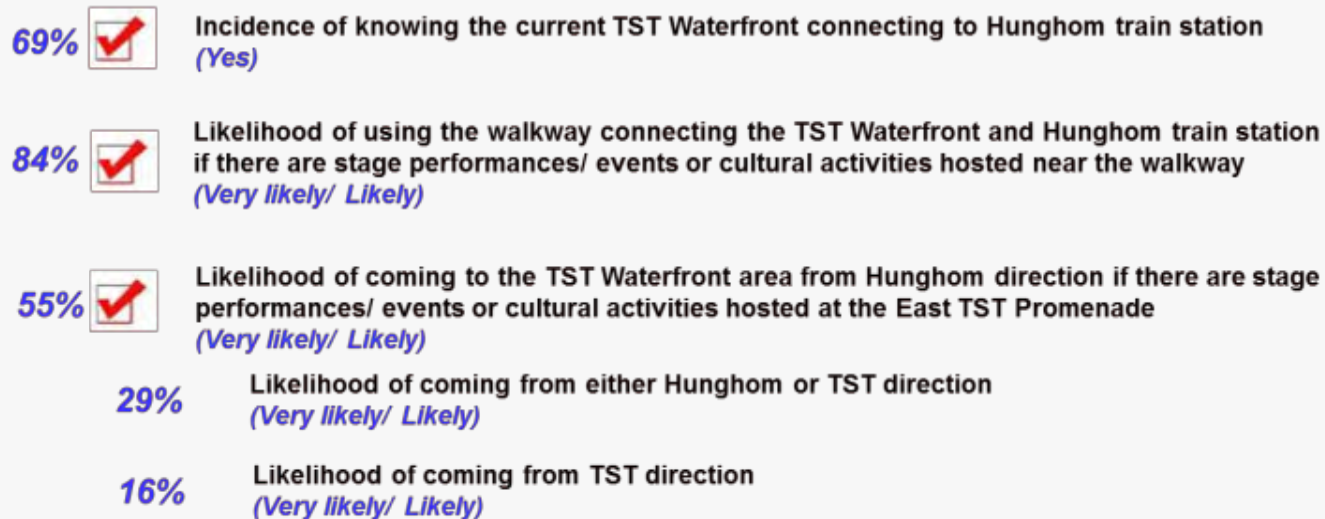 69% Incidence of knowing the current TST Waterfront connecting to Hunghom train station
(Yes)
84% Likelihood of using the walkway connecting the TST Waterfront and Hunghom train station
if there are stage performances/ events or cultural activities hosted near the walkway
(Very likely/ Likely)
55% Likelihood of coming to the TST Waterfront area from Hunghom direction if there are stage
performances/ events or cultural activities hosted at the East TST Promenade
(Very likely/ Likely)
29% Likelihood of coming from either Hunghom or TST direction
(Very likely/ Likely)
16% Likelihood of coming from TST direction
(Very likely/ Likely)